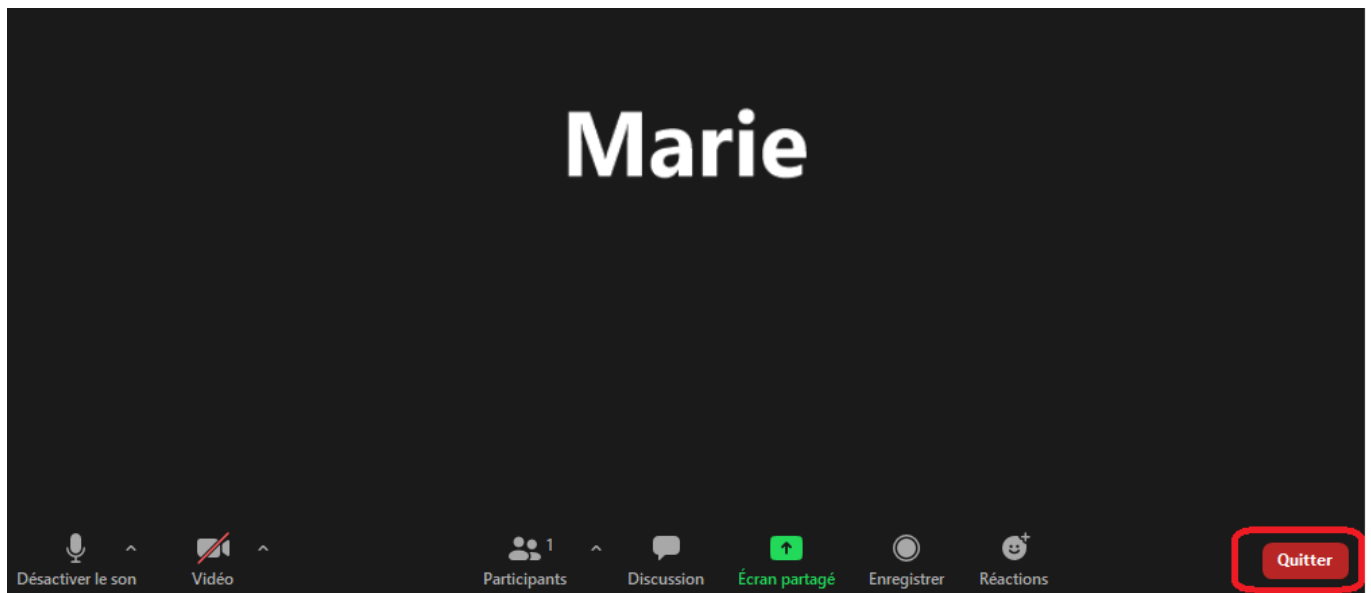 Marie
1
Désactiver le son Vidéo Participants Discussion Écran partagé Enregistrer Réactions Quitter